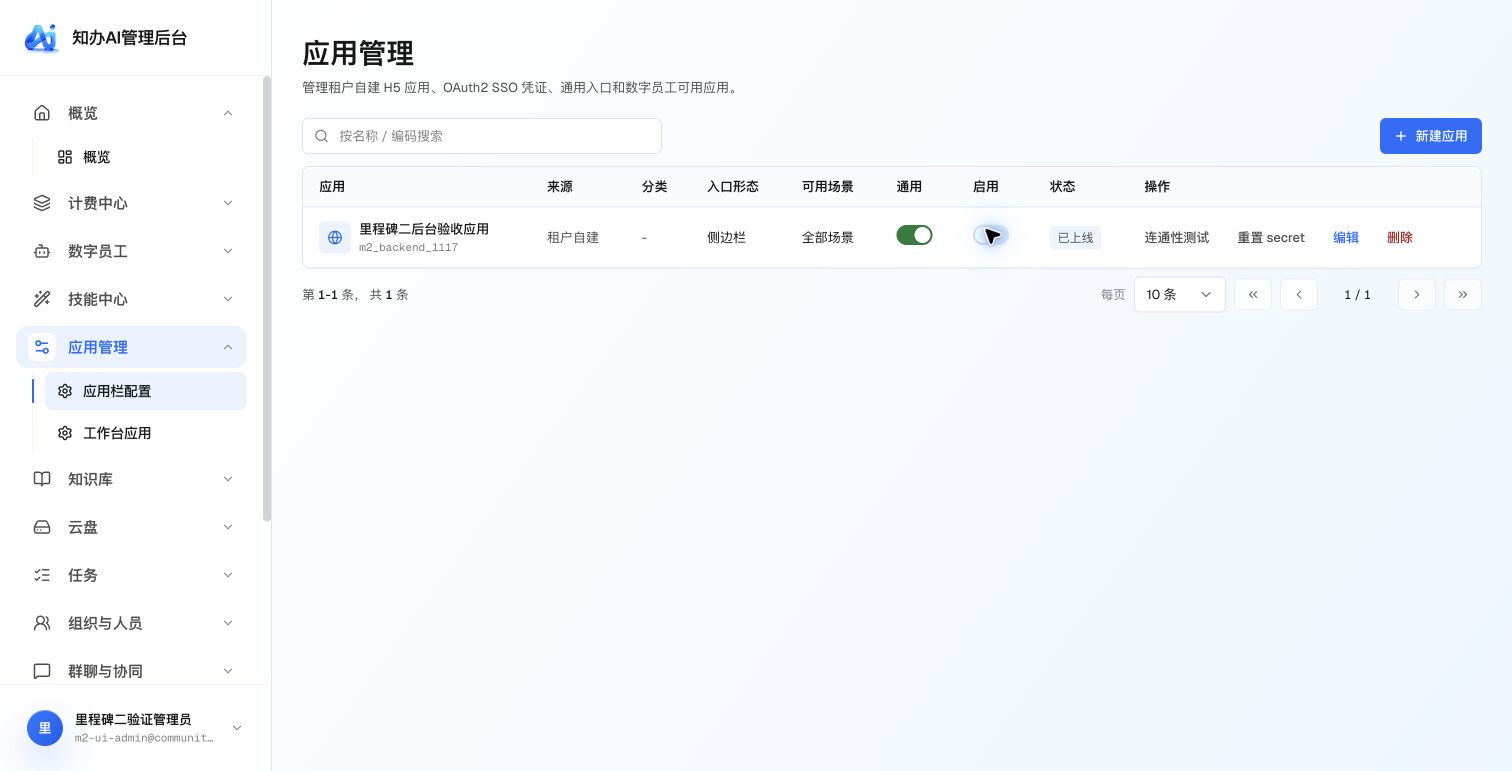 知办AI管理后台
概览
概览
计费中心
数字员工
技能中心
应用管理
应用栏配置
工作台应用
知识库
云盘
任务
组织与人员
群聊与协同
里
里程碑二验证管理员
m2-ui-admin@communit…
应用管理
管理租户自建 H5 应用、OAuth2 SSO 凭证、通用入口和数字员工可用应用。
按名称 / 编码搜索
新建应用
应用 来源 分类 入口形态 可用场景 通用 启用 状态 操作
里程碑二后台验收应用
m2_backend_1117
租户自建 - 侧边栏 全部场景 已上线 连通性测试 重置 secret 编辑 删除
第 1-1 条， 共 1 条
每页 10 条 1 / 1